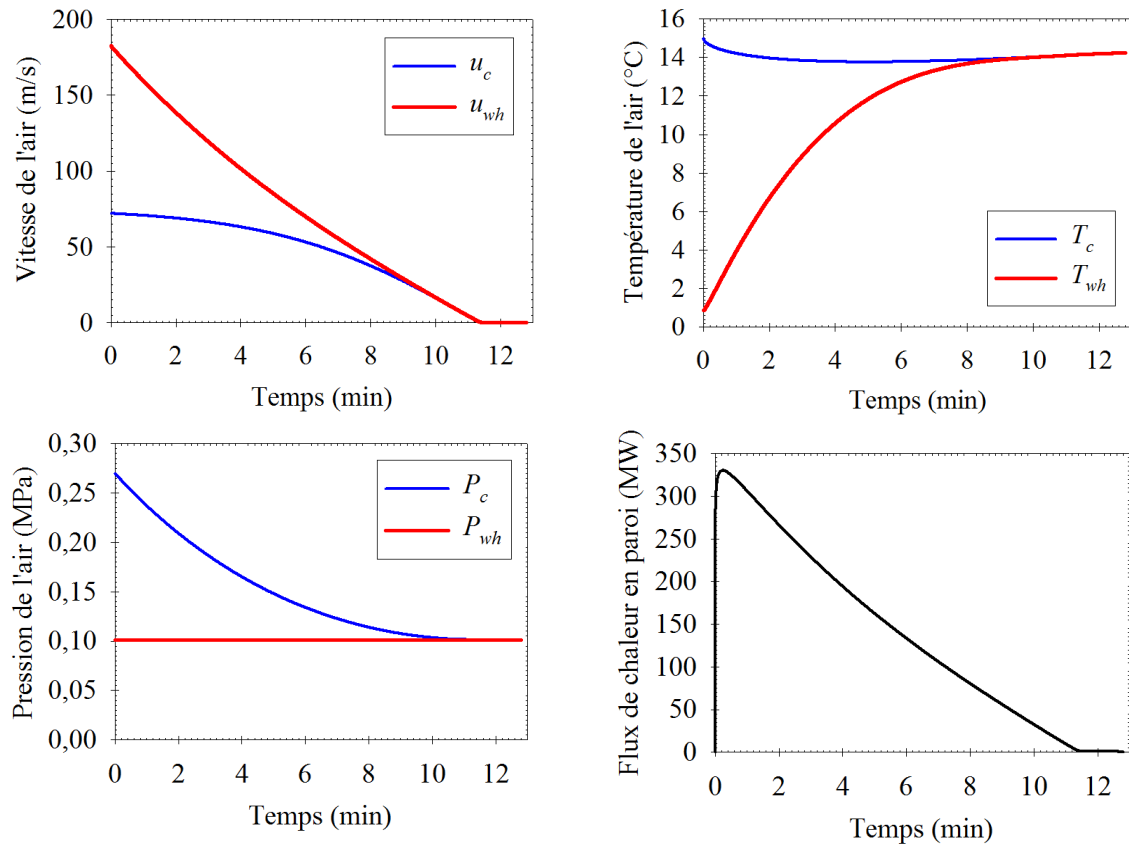 Vitesse de l'air (m/s)
200
150
100
50
0
u_c
u_wh
0 2 4 6 8 10 12
Temps (min)
Température de l'air (°C)
16
14
12
10
8
6
4
2
0
T_c
T_wh
0 2 4 6 8 10 12
Temps (min)
Pression de l'air (MPa)
0,30
0,25
0,20
0,15
0,10
0,05
0,00
P_c
P_wh
0 2 4 6 8 10 12
Temps (min)
Flux de chaleur en paroi (MW)
350
300
250
200
150
100
50
0
0 2 4 6 8 10 12
Temps (min)